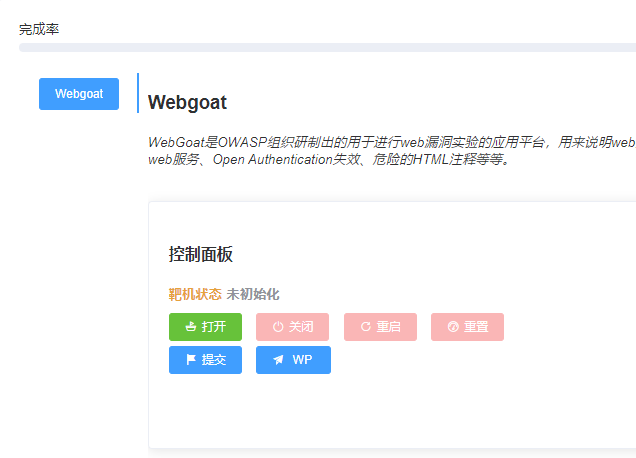 完成率
Webgoat
Webgoat
WebGoat是OWASP组织研制出的用于进行web漏洞实验的应用平台，用来说明web
web服务、Open Authentication失效、危险的HTML注释等等。
控制面板
靶机状态 未初始化
打开 关闭 重启 重置
提交 WP